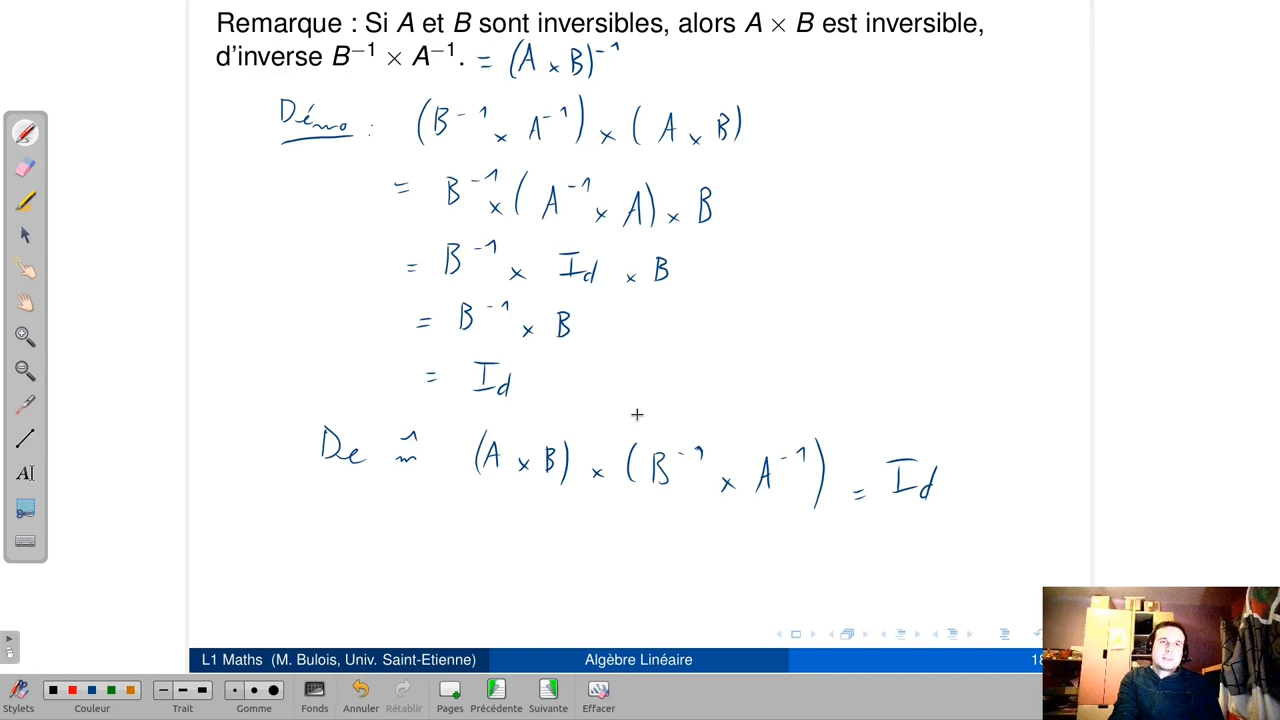 Remarque : Si A et B sont inversibles, alors A × B est inversible,
d'inverse B⁻¹ × A⁻¹. = (A × B)⁻¹
Démo : (B⁻¹ × A⁻¹) × (A × B)
= B⁻¹ × (A⁻¹ × A) × B
= B⁻¹ × Id × B
= B⁻¹ × B
= Id
De m̂ (A × B) × (B⁻¹ × A⁻¹) = Id
AI
L1 Maths (M. Bulois, Univ. Saint-Etienne) Algèbre Linéaire 18
Stylets Couleur Trait Gomme Fonds Annuler Rétablir Pages Précédente Suivante Effacer